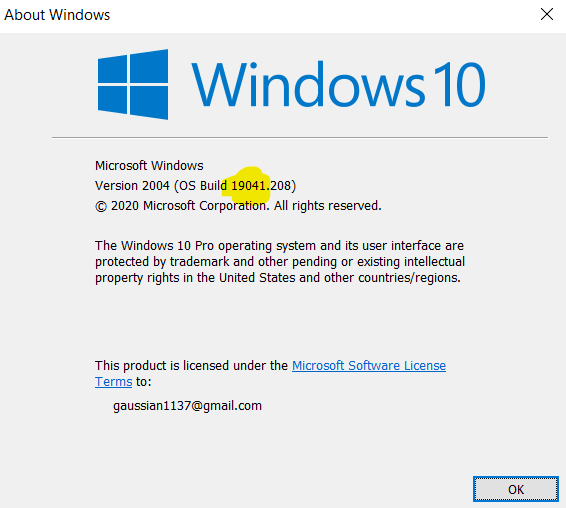 About Windows
Windows 10
Microsoft Windows
Version 2004 (OS Build 19041.208)
© 2020 Microsoft Corporation. All rights reserved.
The Windows 10 Pro operating system and its user interface are
protected by trademark and other pending or existing intellectual
property rights in the United States and other countries/regions.
This product is licensed under the Microsoft Software License
Terms to:
gaussian1137@gmail.com
OK